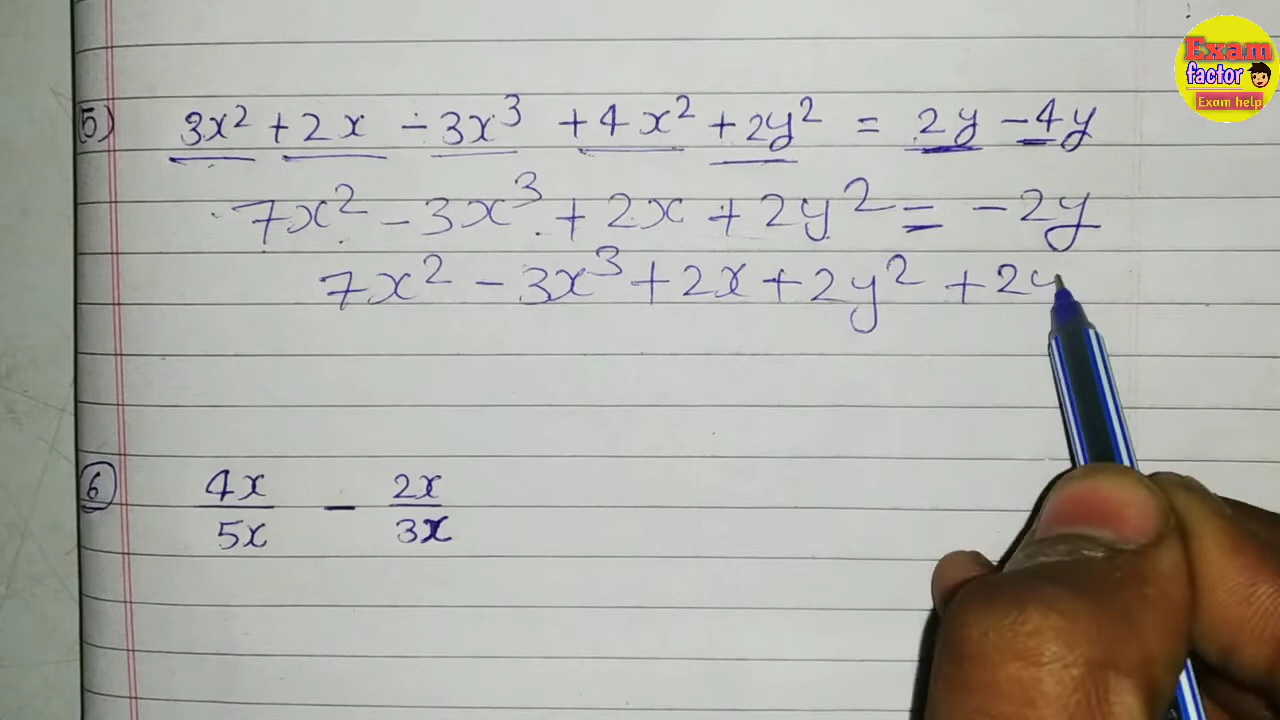 Exam
factor
Exam help
5) 3x² + 2x - 3x³ + 4x² + 2y² = 2y - 4y
7x² - 3x³ + 2x + 2y² = - 2y
7x² - 3x³ + 2x + 2y² + 2y
6 4x/5x - 2x/3x